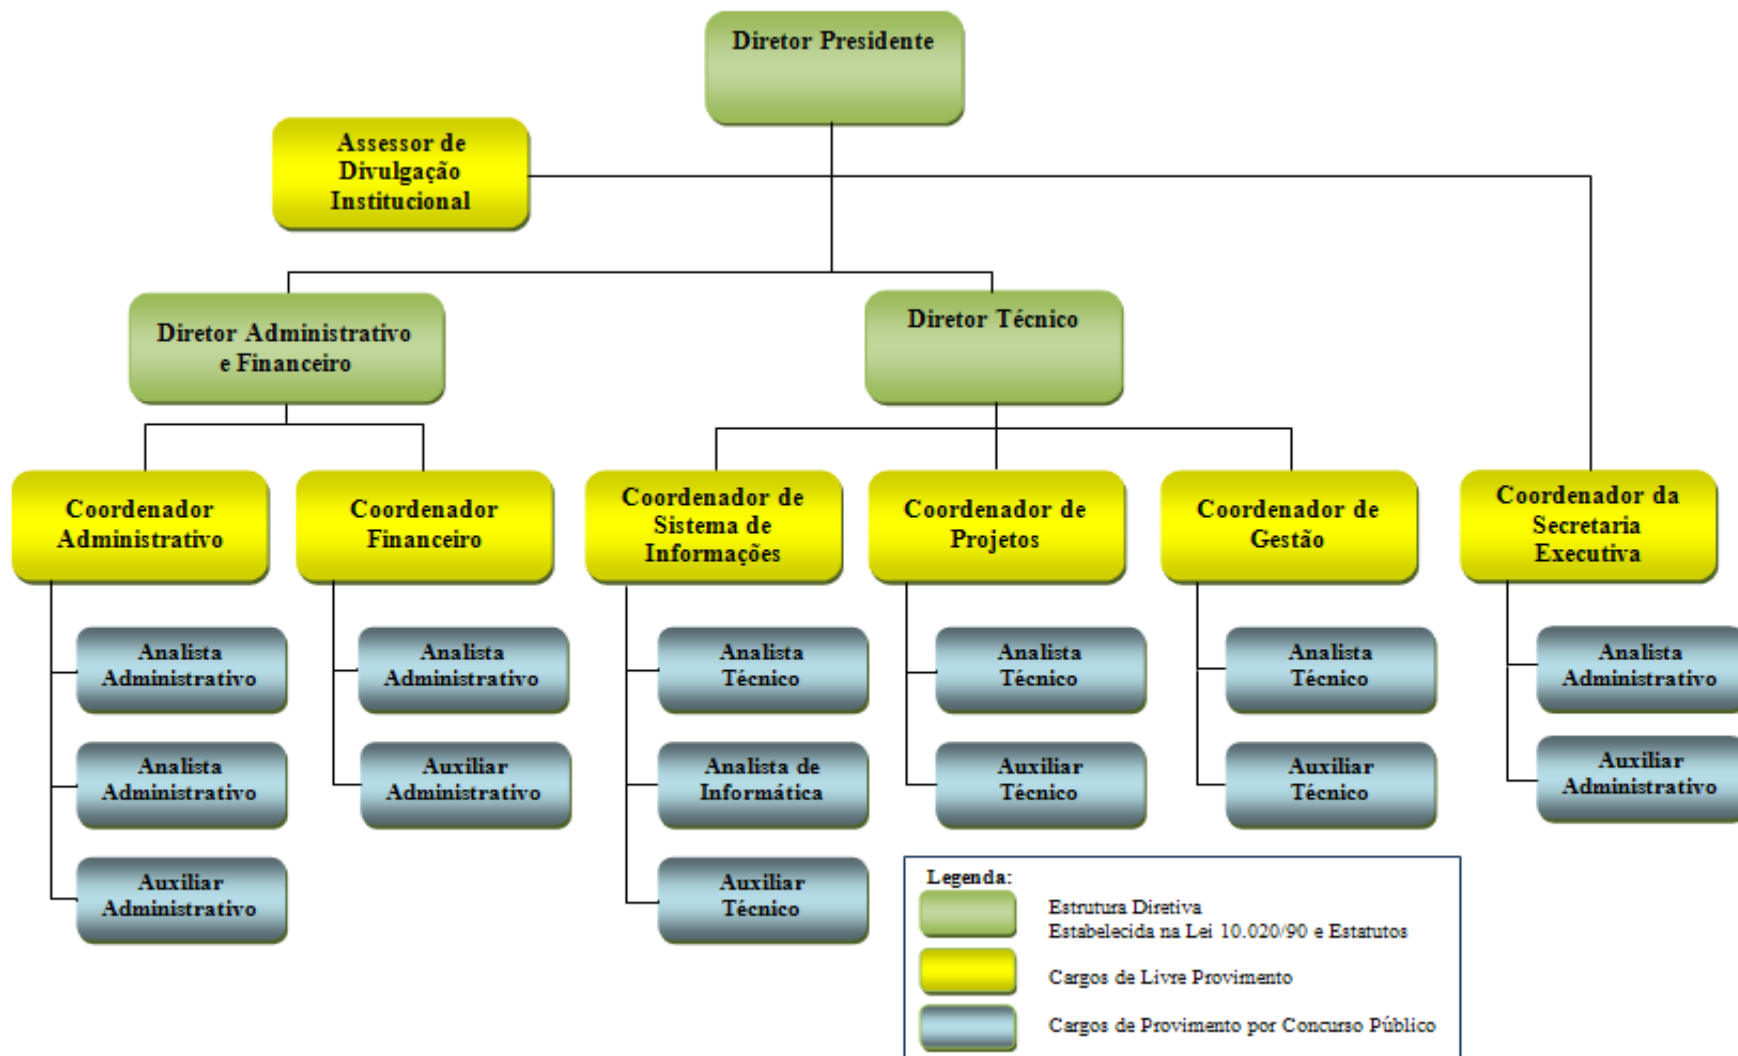 Diretor Presidente
Assessor de
Divulgação
Institucional
Diretor Administrativo
e Financeiro
Diretor Técnico
Coordenador
Administrativo
Coordenador
Financeiro
Coordenador de
Sistema de
Informações
Coordenador de
Projetos
Coordenador de
Gestão
Coordenador da
Secretaria
Executiva
Analista
Administrativo
Analista
Administrativo
Auxiliar
Administrativo
Analista
Administrativo
Auxiliar
Administrativo
Analista
Técnico
Analista de
Informática
Auxiliar
Técnico
Analista
Técnico
Auxiliar
Técnico
Analista
Técnico
Auxiliar
Técnico
Analista
Administrativo
Auxiliar
Administrativo
Legenda:
Estrutura Diretiva
Estabelecida na Lei 10.020/90 e Estatutos
Cargos de Livre Provimento
Cargos de Provimento por Concurso Público